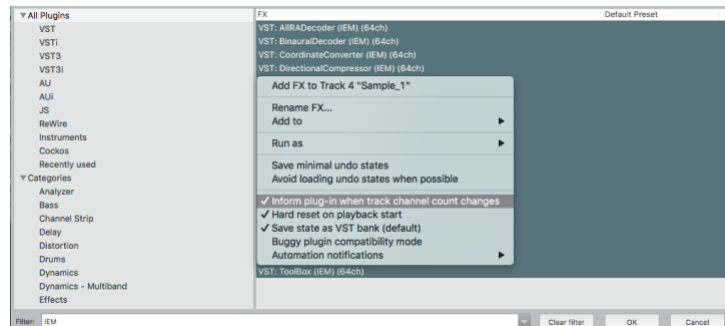 All Plugins
VST
VSTi
VST3
VST3i
AU
AUi
JS
ReWire
Instruments
Cockos
Recently used
Categories
Analyzer
Bass
Channel Strip
Delay
Distortion
Drums
Dynamics
Dynamics - Multiband
Effects
FX Default Preset
VST: AllRADecoder (IEM) (64ch)
VST: BinauralDecoder (IEM) (64ch)
VST: CoordinateConverter (IEM) (64ch)
VST: DirectionalCompressor (IEM) (64ch)
Add FX to Track 4 "Sample_1"
Rename FX...
Add to
Run as
Save minimal undo states
Avoid loading undo states when possible
✓ Inform plug-in when track channel count changes
✓ Hard reset on playback start
✓ Save state as VST bank (default)
Buggy plugin compatibility mode
Automation notifications
VST: ToolBox (IEM) (64ch)
Filter: IEM Clear filter OK Cancel